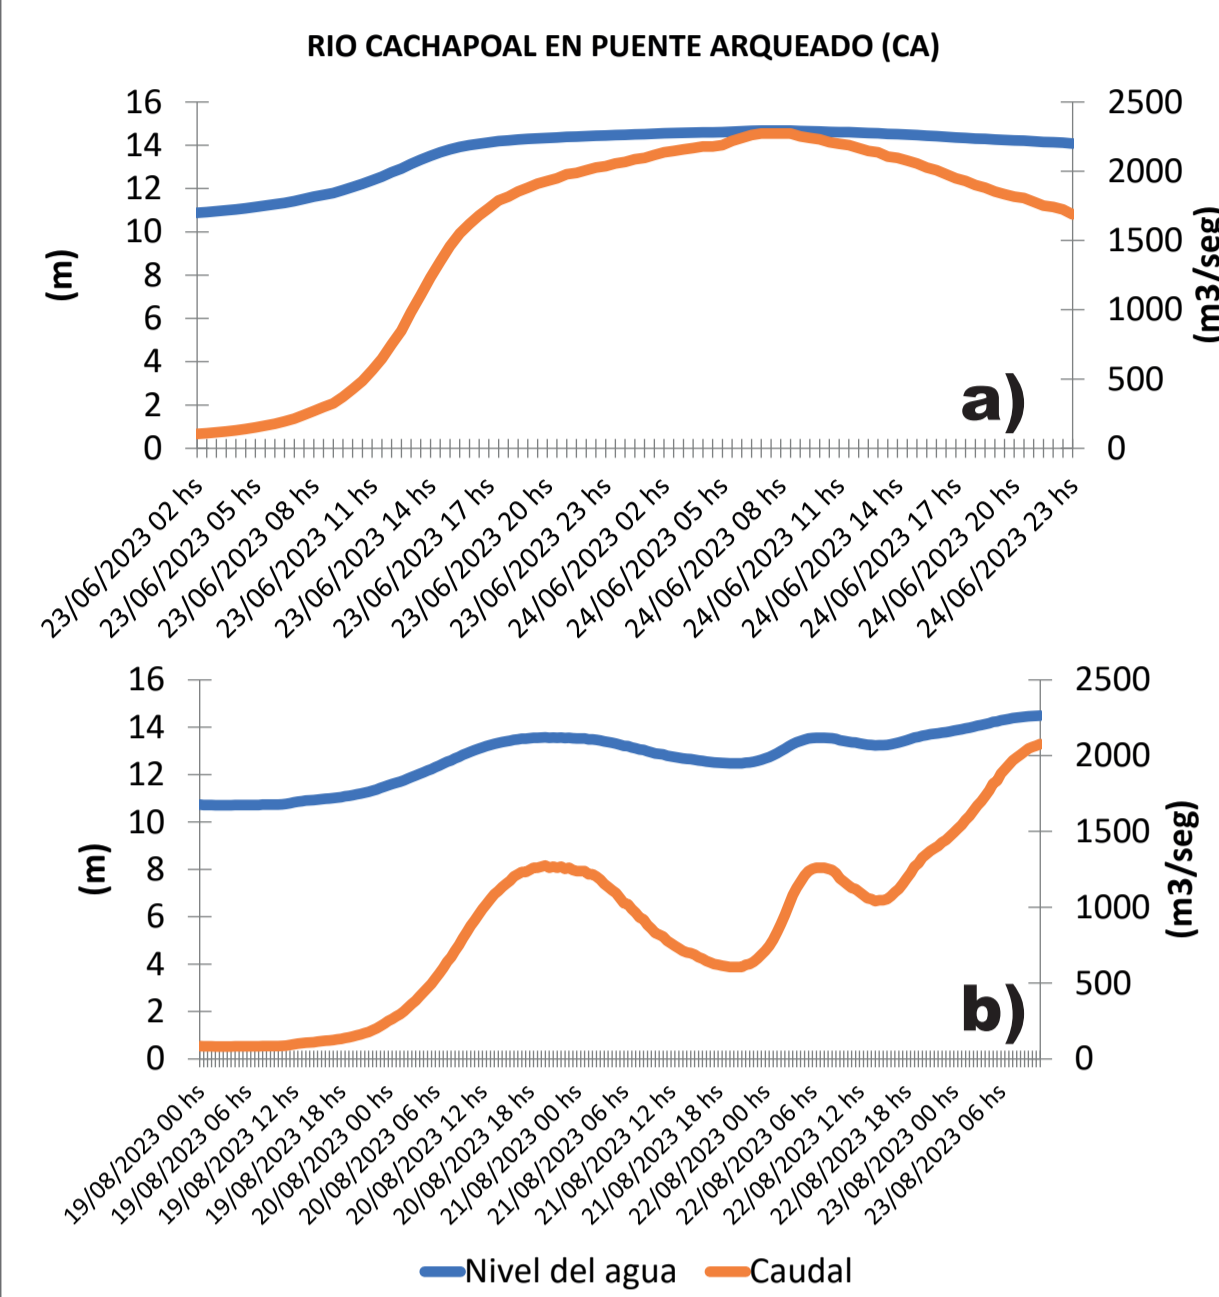 RIO CACHAPOAL EN PUENTE ARQUEADO (CA)
16
14
12
10
8
6
4
2
0
(m)
2500
2000
1500
1000
500
0
(m3/seg)
a)
23/06/2023 02 hs
23/06/2023 05 hs
23/06/2023 08 hs
23/06/2023 11 hs
23/06/2023 14 hs
23/06/2023 17 hs
23/06/2023 20 hs
23/06/2023 23 hs
24/06/2023 02 hs
24/06/2023 05 hs
24/06/2023 08 hs
24/06/2023 11 hs
24/06/2023 14 hs
24/06/2023 17 hs
24/06/2023 20 hs
24/06/2023 23 hs
16
14
12
10
8
6
4
2
0
(m)
2500
2000
1500
1000
500
0
(m3/seg)
b)
19/08/2023 00 hs
19/08/2023 06 hs
19/08/2023 12 hs
19/08/2023 18 hs
20/08/2023 00 hs
20/08/2023 06 hs
20/08/2023 12 hs
20/08/2023 18 hs
21/08/2023 00 hs
21/08/2023 06 hs
21/08/2023 12 hs
21/08/2023 18 hs
22/08/2023 00 hs
22/08/2023 06 hs
22/08/2023 12 hs
22/08/2023 18 hs
23/08/2023 00 hs
23/08/2023 06 hs
Nivel del agua
Caudal